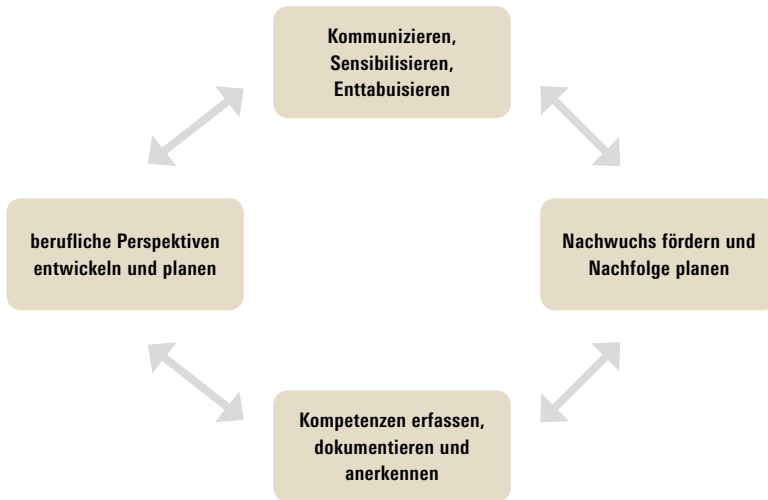 Kommunizieren,
Sensibilisieren,
Enttabuisieren
berufliche Perspektiven
entwickeln und planen
Nachwuchs fördern und
Nachfolge planen
Kompetenzen erfassen,
dokumentieren und
anerkennen